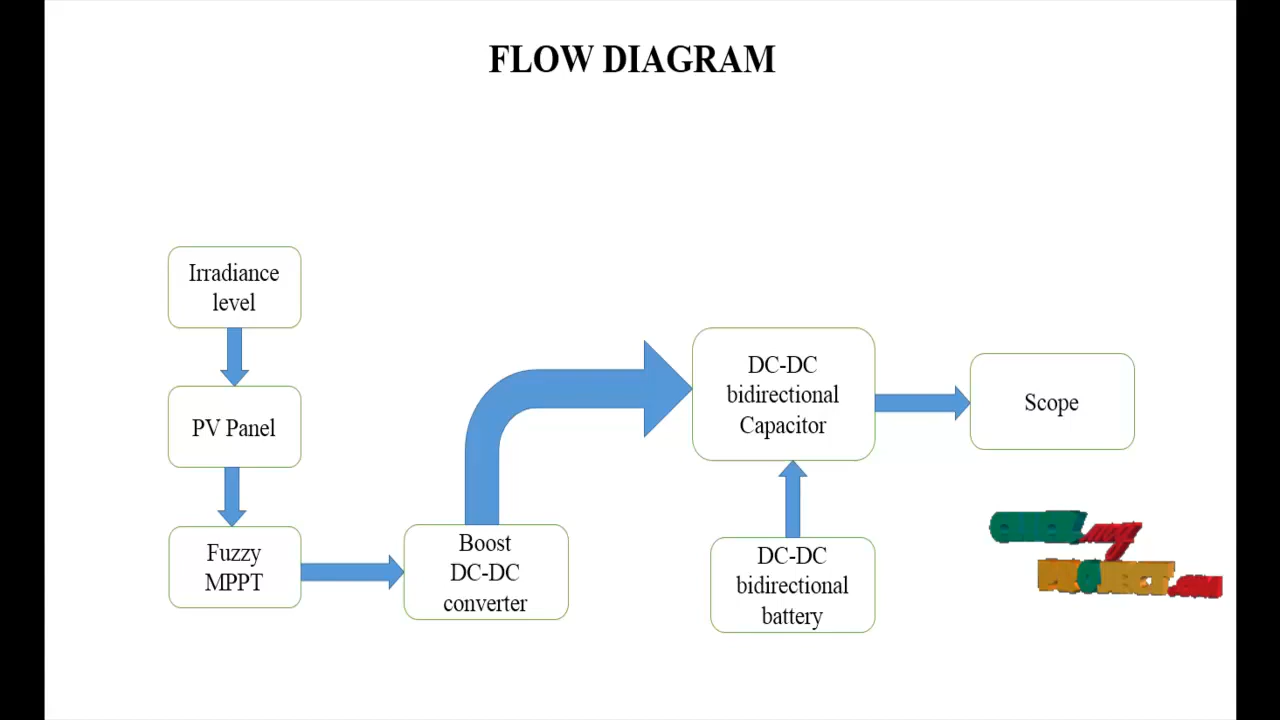 FLOW DIAGRAM
Irradiance
level
PV Panel
Fuzzy
MPPT
Boost
DC-DC
converter
DC-DC
bidirectional
Capacitor
DC-DC
bidirectional
battery
Scope